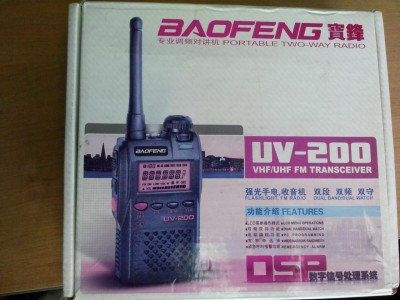 BAOFENG 寳鋒
专业调频对讲机 PORTABLE TWO-WAY RADIO
BAOFENG
UV-200
UV-200
VHF/UHF FM TRANSCEIVER
强光手电,收音机 双段 双频 双守
FLASHLIGHT, FM RADIO DUAL BAND/DUAL WATCH
功能介绍 FEATURES
DSP 数字信号处理系统